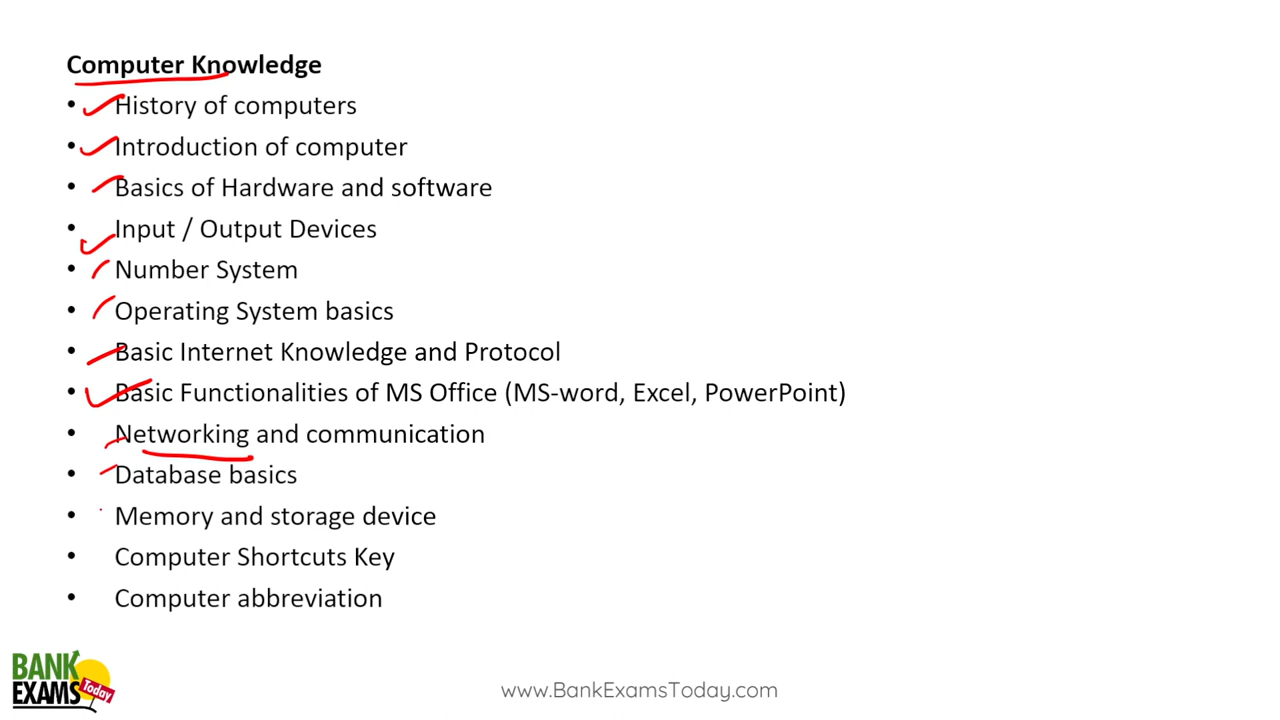 Computer Knowledge
• History of computers
• Introduction of computer
• Basics of Hardware and software
• Input / Output Devices
• Number System
• Operating System basics
• Basic Internet Knowledge and Protocol
• Basic Functionalities of MS Office (MS-word, Excel, PowerPoint)
• Networking and communication
• Database basics
• Memory and storage device
• Computer Shortcuts Key
• Computer abbreviation
BANK
EXAMS Today
www.BankExamsToday.com